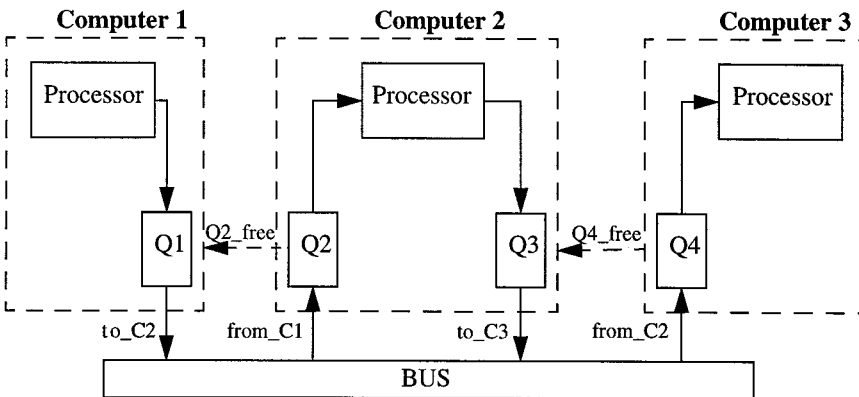 Computer 1
Computer 2
Computer 3
Processor
Processor
Processor
Q1
Q2_free
Q2
Q3
Q4_free
Q4
to_C2
from_C1
to_C3
from_C2
BUS